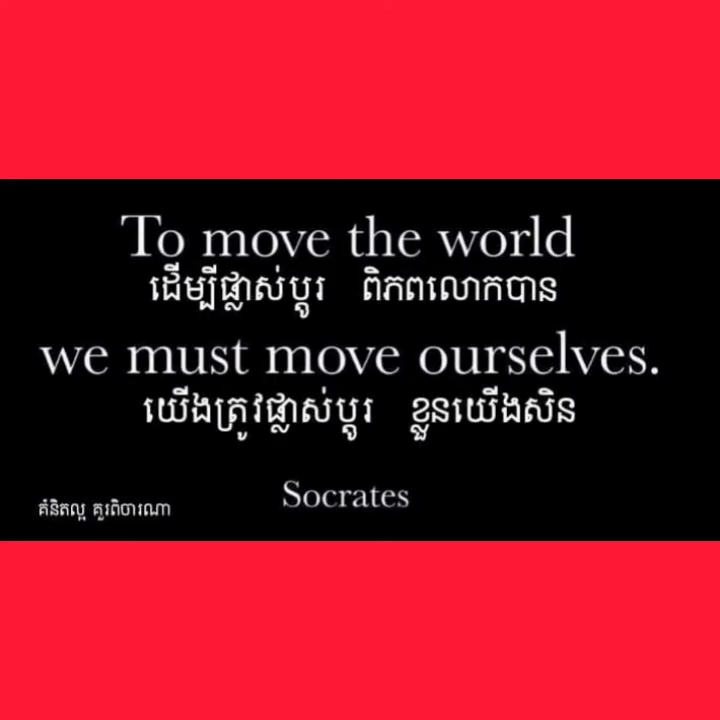 To move the world
ដើម្បីផ្លាស់ប្ដូរ ពិភពលោកបាន
we must move ourselves.
យើងត្រូវផ្លាស់ប្ដូរ ខ្លួនយើងសិន
Socrates
គំនិតល្អ គួរពិចារណា